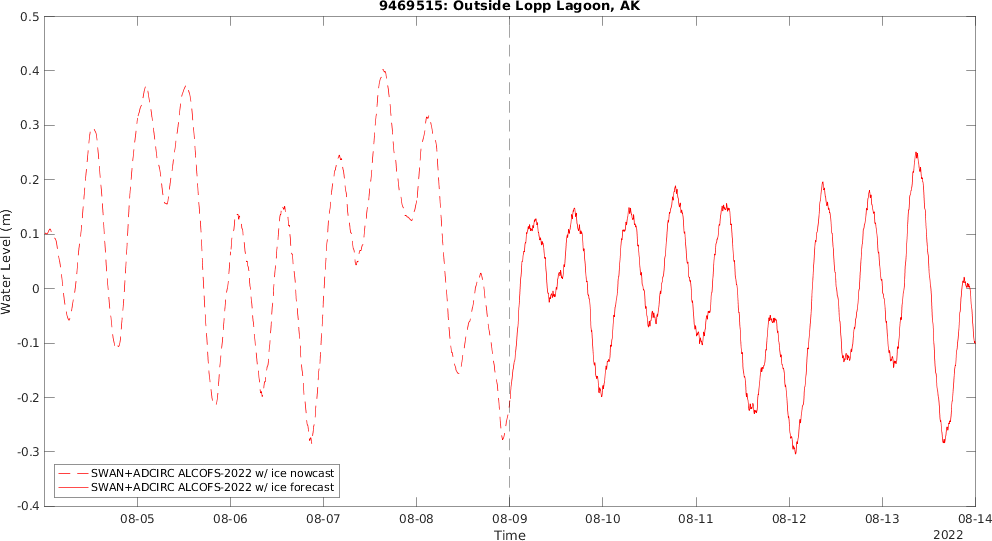 9469515: Outside Lopp Lagoon, AK
0.5
0.4
0.3
0.2
0.1
0
-0.1
-0.2
-0.3
-0.4
Water Level (m)
SWAN+ADCIRC ALCOFS-2022 w/ ice nowcast
SWAN+ADCIRC ALCOFS-2022 w/ ice forecast
08-05 08-06 08-07 08-08 08-09 08-10 08-11 08-12 08-13 08-14
Time
2022